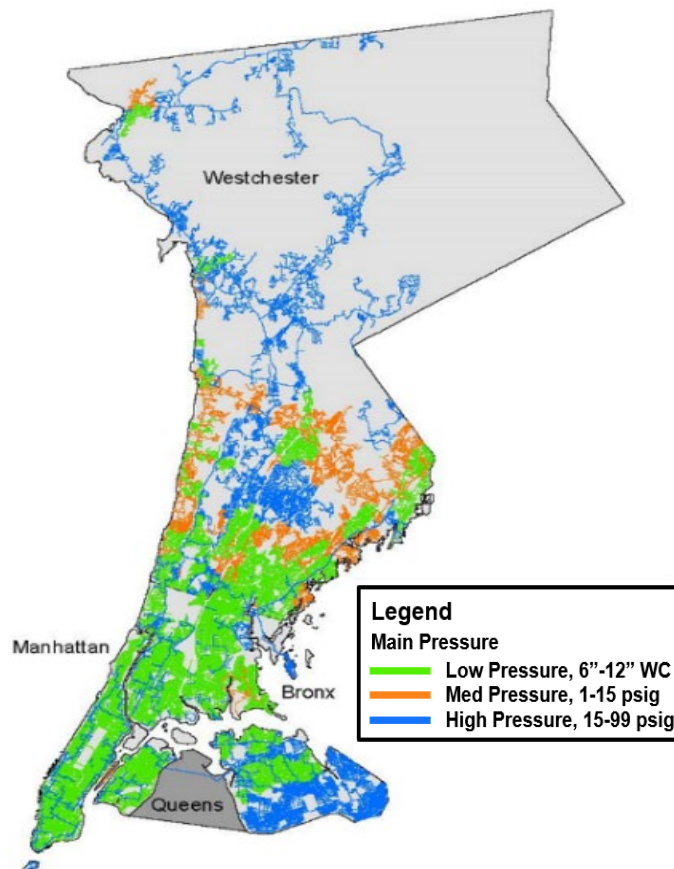 Westchester
Manhattan
Bronx
Queens
Legend
Main Pressure
Low Pressure, 6”-12” WC
Med Pressure, 1-15 psig
High Pressure, 15-99 psig